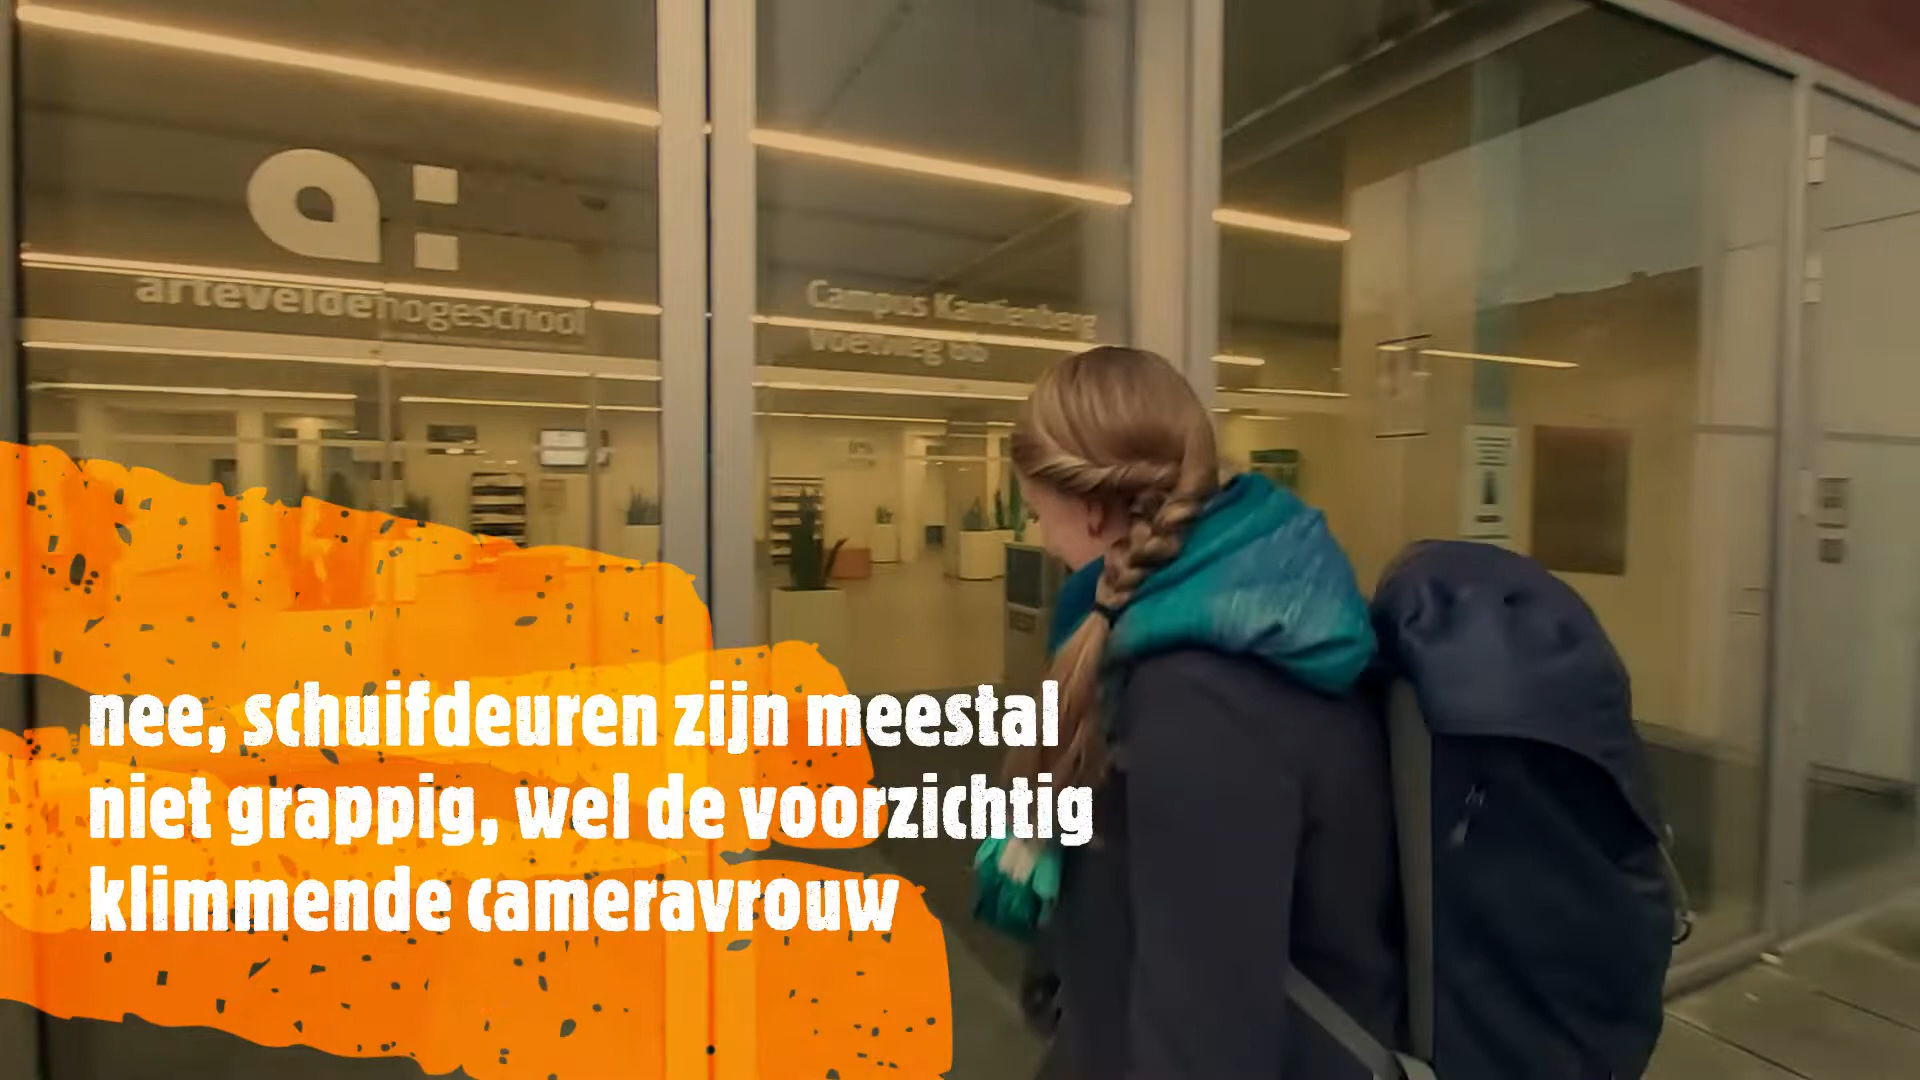 a:
arteveldehogeschool
Campus Kantienberg
Voetweg 66
nee, schuifdeuren zijn meestal
niet grappig, wel de voorzichtig
klimmende cameravrouw